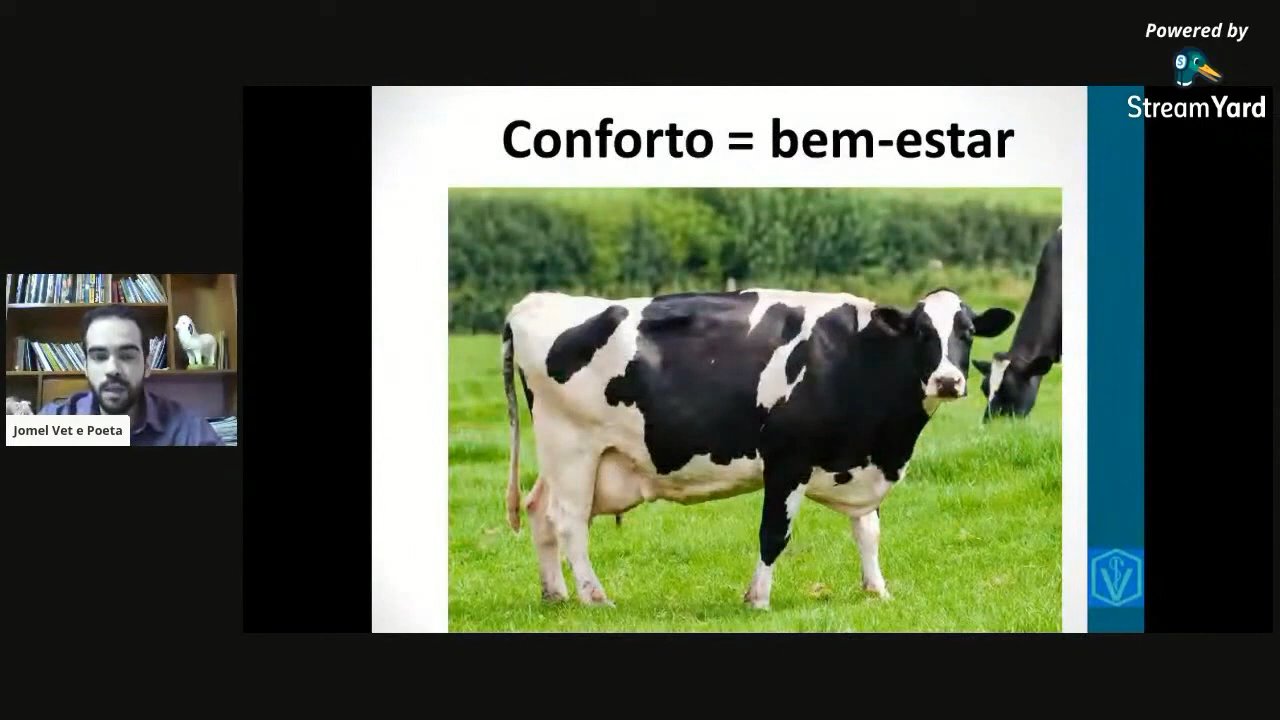 Powered by
StreamYard
Conforto = bem-estar
Jomel Vet e Poeta